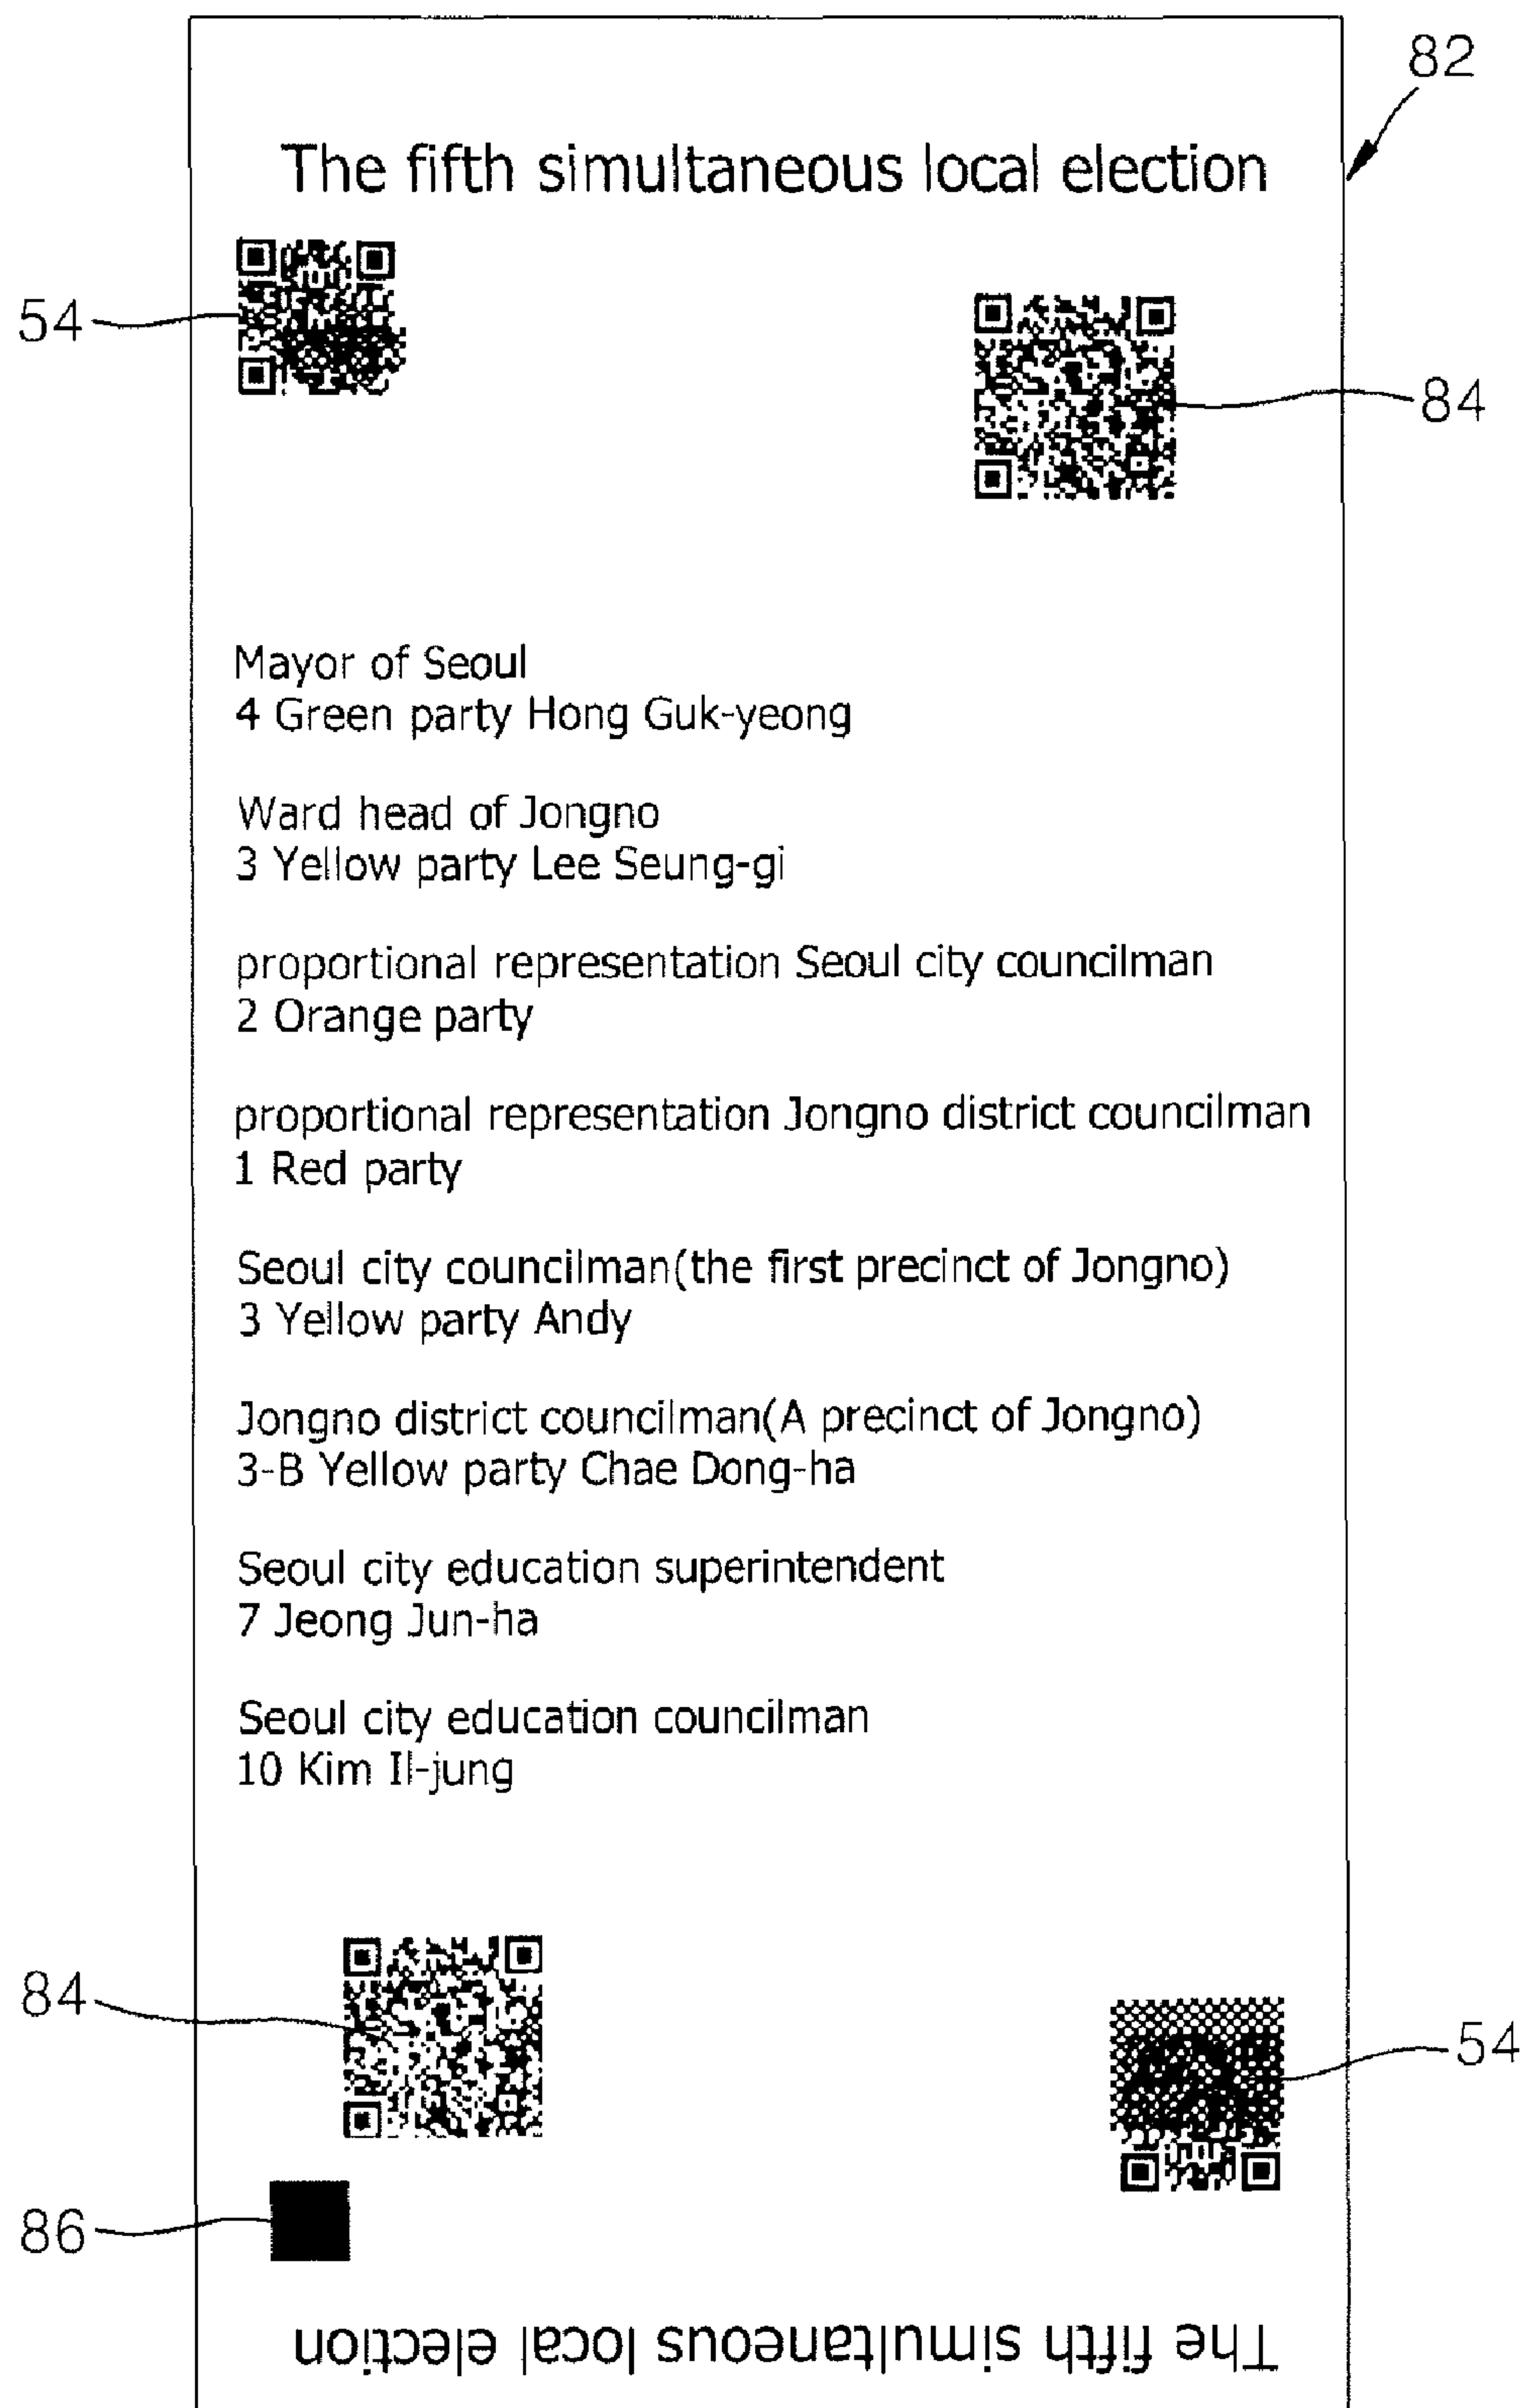 82
The fifth simultaneous local election
54
84
Mayor of Seoul
4 Green party Hong Guk-yeong
Ward head of Jongno
3 Yellow party Lee Seung-gi
proportional representation Seoul city councilman
2 Orange party
proportional representation Jongno district councilman
1 Red party
Seoul city councilman(the first precinct of Jongno)
3 Yellow party Andy
Jongno district councilman(A precinct of Jongno)
3-B Yellow party Chae Dong-ha
Seoul city education superintendent
7 Jeong Jun-ha
Seoul city education councilman
10 Kim Il-jung
84
54
86
The fifth simultaneous local election